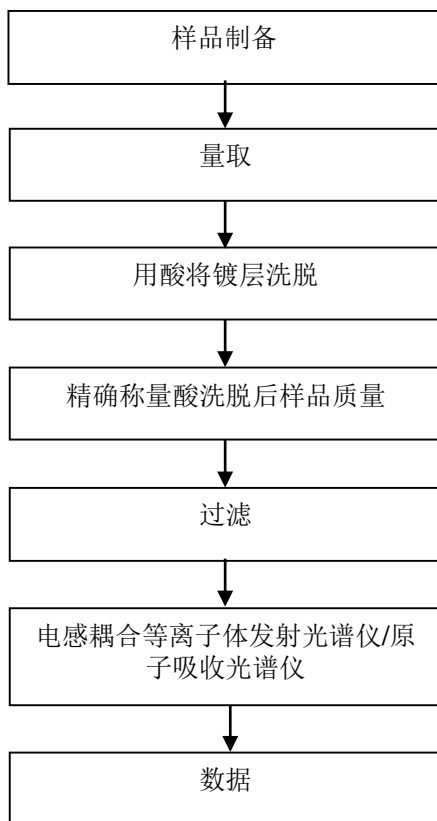 样品制备
量取
用酸将镀层洗脱
精确称量酸洗脱后样品质量
过滤
电感耦合等离子体发射光谱仪/原
子吸收光谱仪
数据